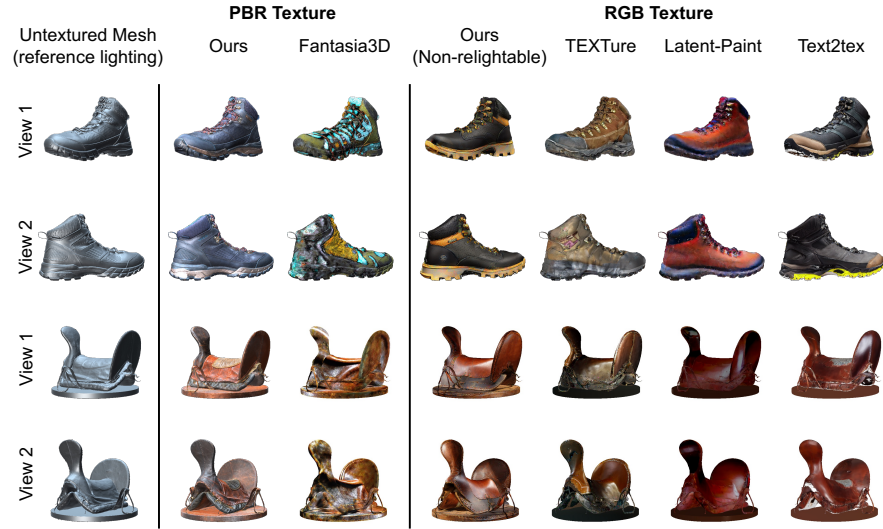 PBR Texture
RGB Texture
Untextured Mesh
(reference lighting)
Ours
Fantasia3D
Ours
(Non-relightable)
TEXTure
Latent-Paint
Text2tex
View 1
View 2
View 1
View 2